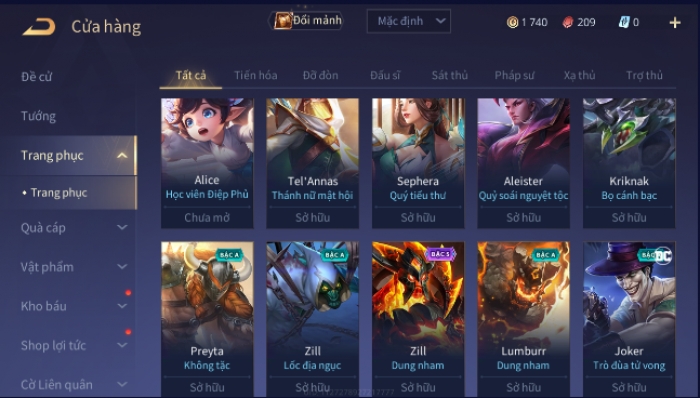 Cửa hàng
Đổi mảnh
Mặc định
1 740
209
0
Đề cử
Tướng
Trang phục
• Trang phục
Quà cáp
Vật phẩm
Kho báu
Shop lợi tức
Cờ Liên quân
Tất cả Tiến hóa Đỡ đòn Đấu sĩ Sát thủ Pháp sư Xạ thủ Trợ thủ
Alice
Học viên Điệp Phủ
Chưa mở
Tel'Annas
Thánh nữ mật hội
Sở hữu
Sephera
Quý tiểu thư
Sở hữu
Aleister
Quỷ soái nguyệt tộc
Sở hữu
Kriknak
Bọ cánh bạc
Sở hữu
BẬC A
Preyta
Không tặc
Sở hữu
BẬC A
Zill
Lốc địa ngục
Sở hữu
BẬC S
Zill
Dung nham
Sở hữu
BẬC A
Lumburr
Dung nham
Sở hữu
DC
Joker
Trò đùa tử vong
Sở hữu